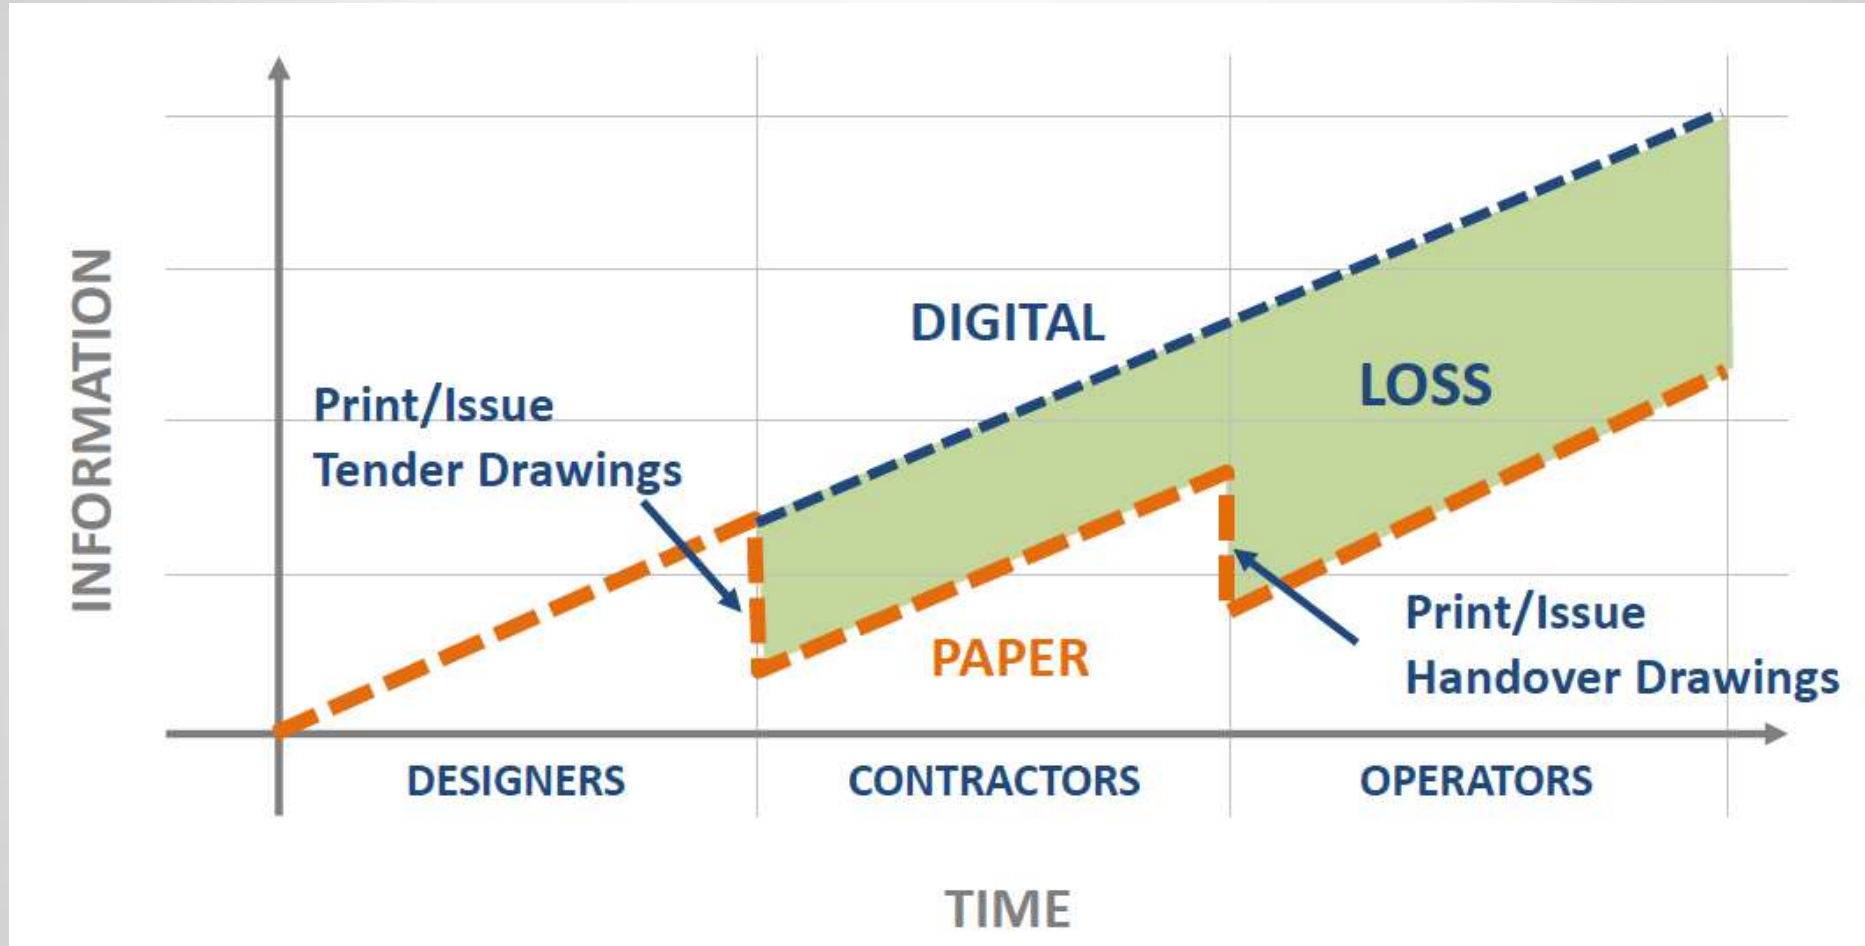 INFORMATION
DIGITAL
LOSS
Print/Issue
Tender Drawings
PAPER
Print/Issue
Handover Drawings
DESIGNERS
CONTRACTORS
OPERATORS
TIME